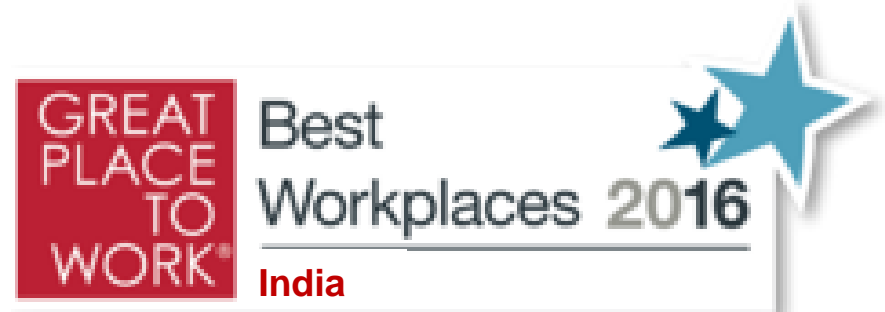 GREAT
PLACE
TO
WORK®
Best
Workplaces 2016
India